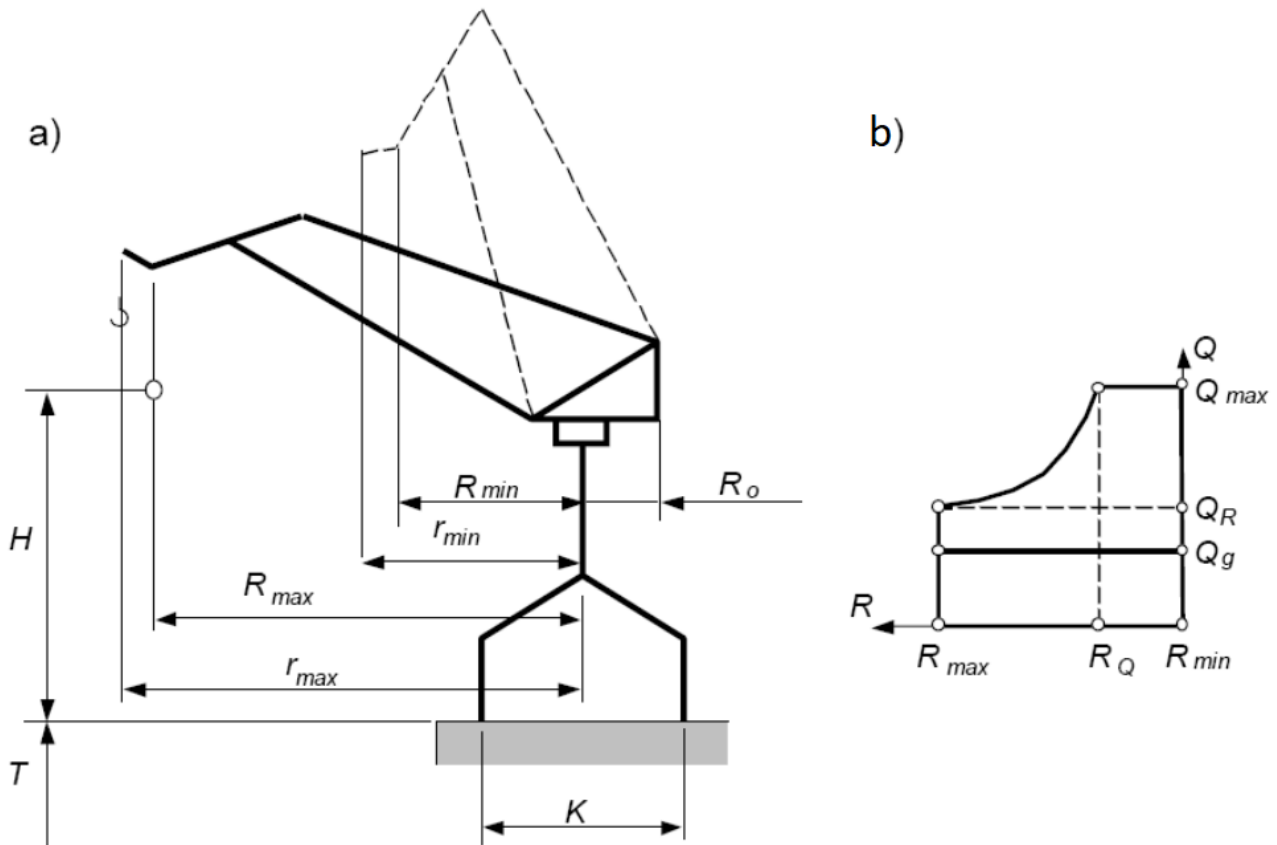 a)
b)
Q
Q max
R min
R o
Q R
r min
Q g
H
R max
R
R max
R Q
R min
r max
T
K